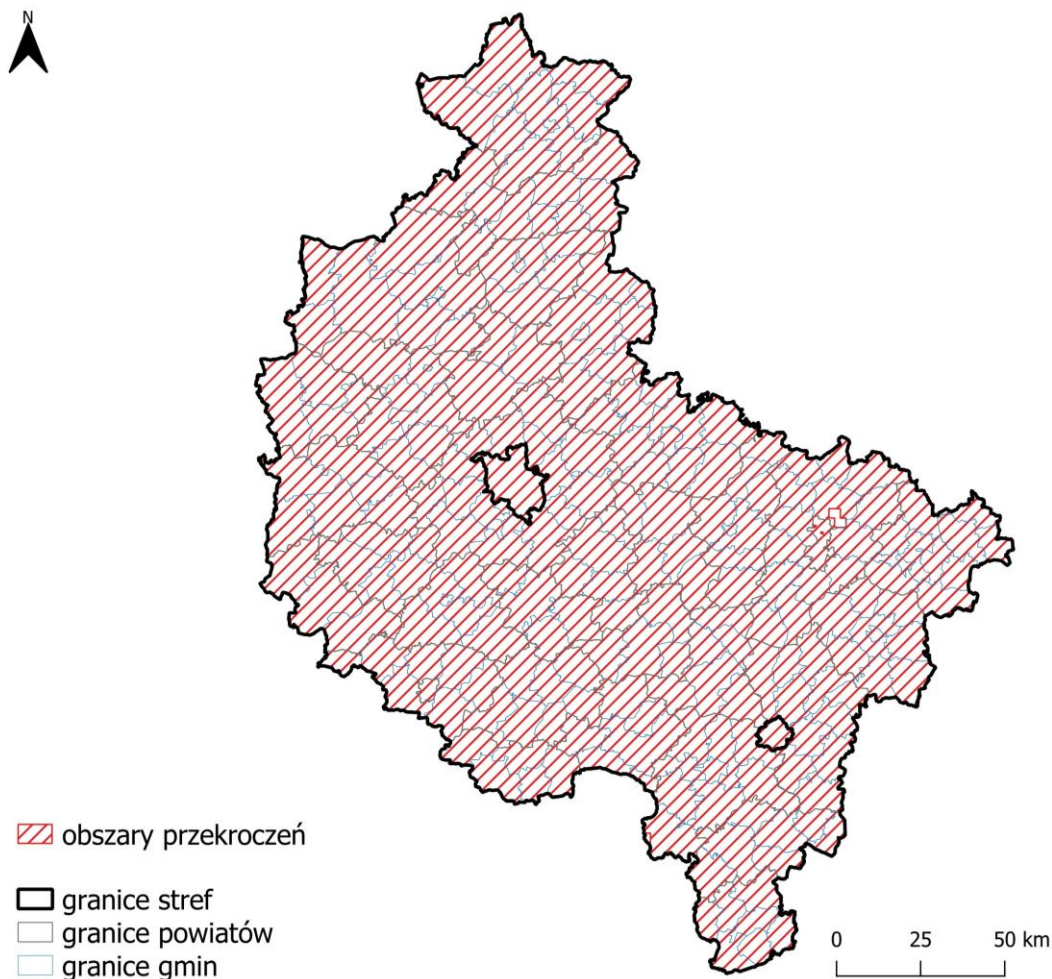 N
obszary przekroczeń
granice stref
granice powiatów
granice gmin
0 25 50 km